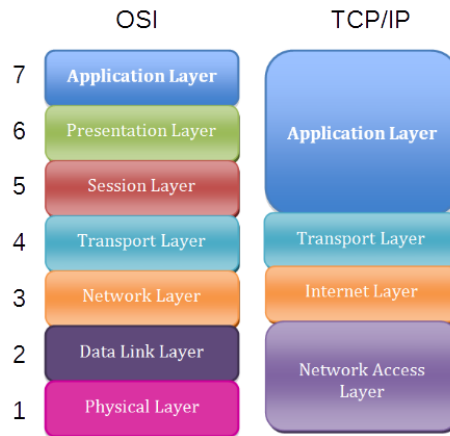 OSI TCP/IP
7 Application Layer
6 Presentation Layer
Application Layer
5 Session Layer
4 Transport Layer Transport Layer
3 Network Layer Internet Layer
2 Data Link Layer
Network Access
Layer
1 Physical Layer